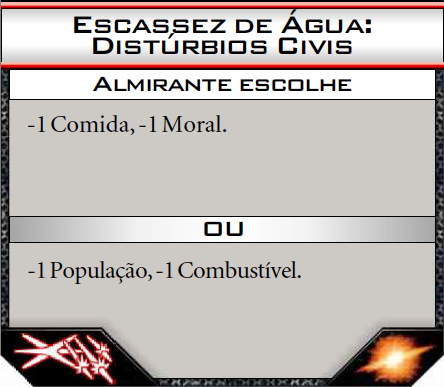 Escassez de Água:
Distúrbios Civis
Almirante escolhe
-1 Comida, -1 Moral.
OU
-1 População, -1 Combustível.